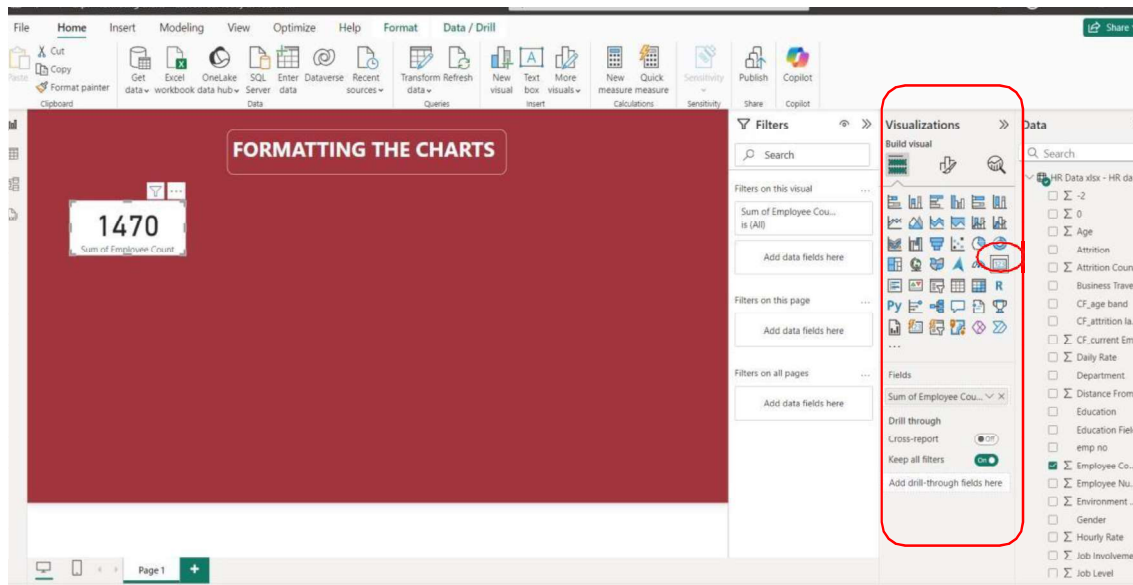 File Home Insert Modeling View Optimize Help Format Data / Drill Share
Cut
Copy
Format painter
Paste
Get data
Excel workbook
OneLake data hub
SQL Server
Enter data
Dataverse
Recent sources
Transform data
Refresh
New visual
Text box
More visuals
New measure
Quick measure
Sensitivity
Publish
Copilot
Clipboard Data Queries Insert Calculations Sensitivity Share Copilot
FORMATTING THE CHARTS
1470
Sum of Employee Count
Filters
Search
Filters on this visual
Sum of Employee Cou...
is (All)
Add data fields here
Filters on this page
Add data fields here
Filters on all pages
Add data fields here
Visualizations
Build visual
R
Py
Fields
Sum of Employee Cou...
Drill through
Cross-report Off
Keep all filters On
Add drill-through fields here
Data
Search
HR Data xlsx - HR da
-2
0
Age
Attrition
Attrition Coun
Business Trave
CF_age band
CF_attrition la..
CF_current Em
Daily Rate
Department
Distance From
Education
Education Fiel
emp no
Employee Co..
Employee Nu..
Environment ..
Gender
Hourly Rate
Job Involveme
Job Level
Page 1